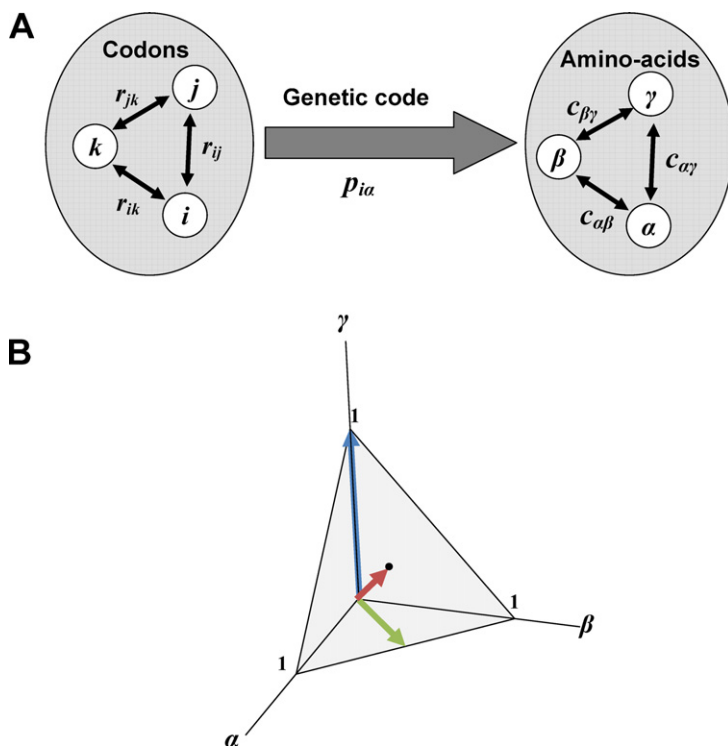 A
Codons
j
r_jk
k
r_ij
r_ik
i
Genetic code
p_iα
Amino-acids
γ
c_βγ
β
c_αγ
c_αβ
α
B
γ
1
1
β
1
α